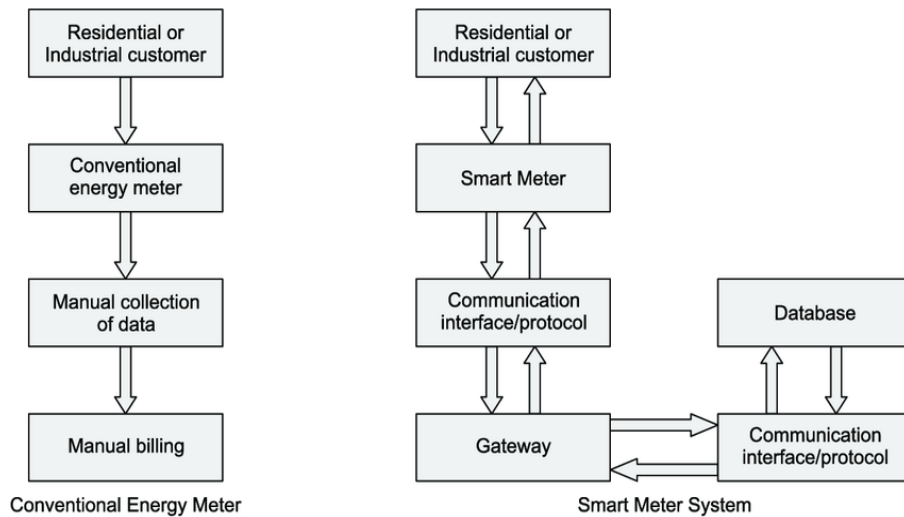 Residential or
Industrial customer
Conventional
energy meter
Manual collection
of data
Manual billing
Conventional Energy Meter
Residential or
Industrial customer
Smart Meter
Communication
interface/protocol
Gateway
Database
Communication
interface/protocol
Smart Meter System